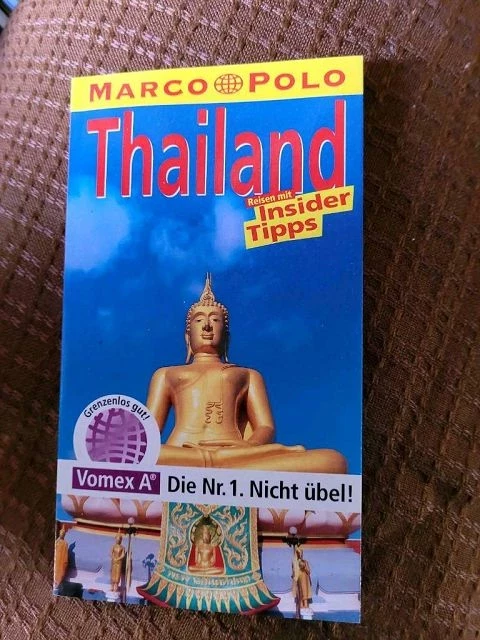 MARCO POLO
Thailand
Reisen mit
Insider
Tipps
Grenzenlos gut!
Vomex A®
Die Nr. 1. Nicht übel!